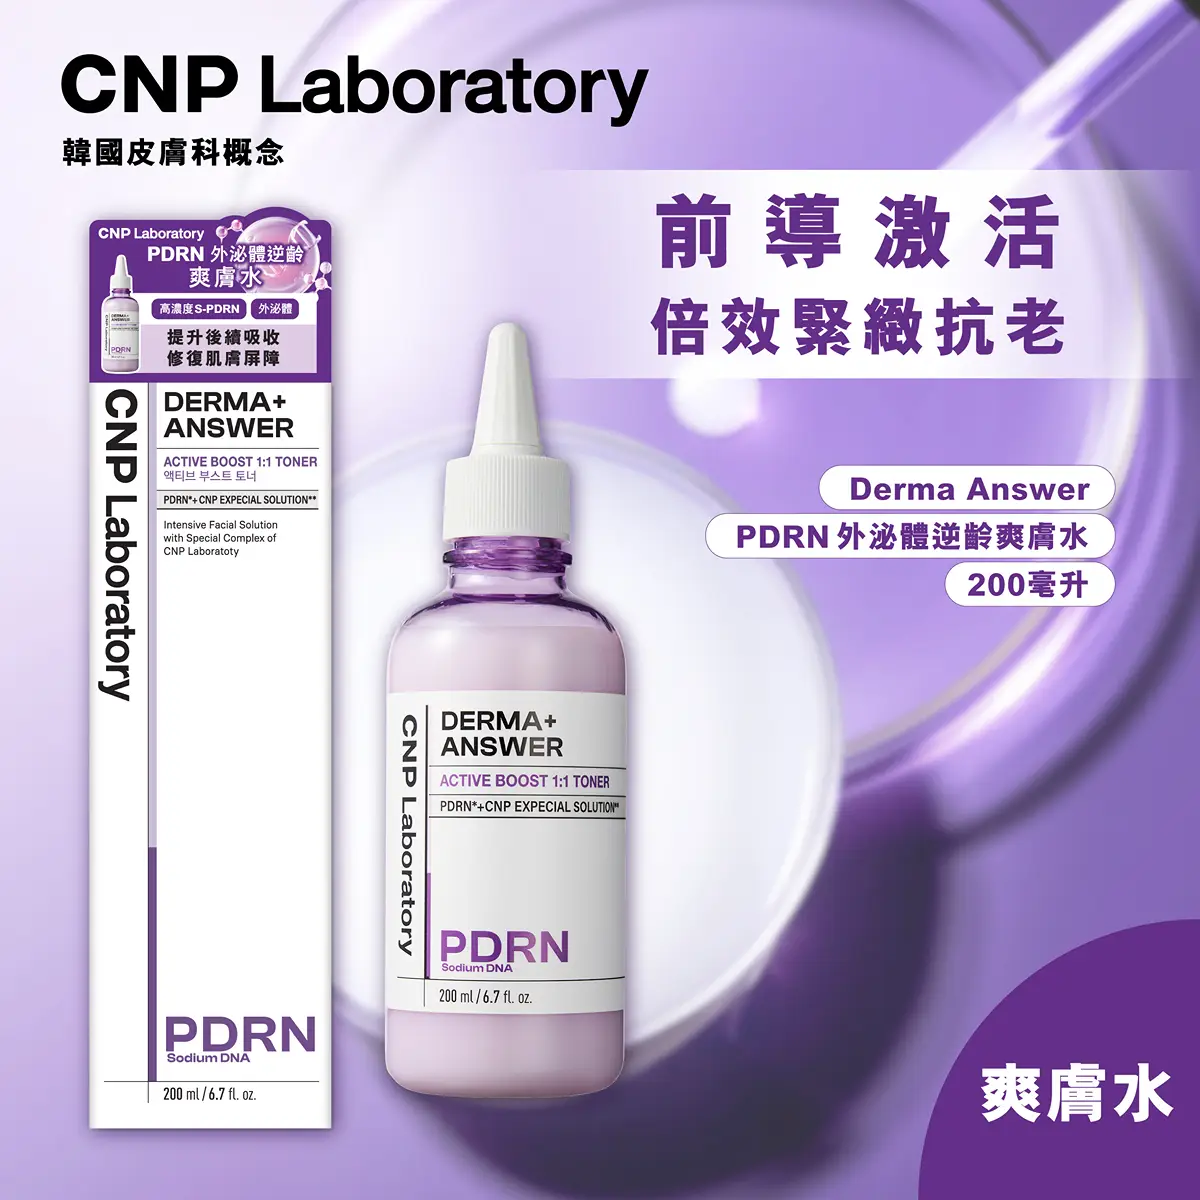 CNP Laboratory
韓國皮膚科概念
前導激活
倍效緊緻抗老
Derma Answer
PDRN 外泌體逆齡爽膚水
200毫升
CNP Laboratory
PDRN 外泌體逆齡
爽膚水
高濃度S-PDRN
外泌體
提升後續吸收
修復肌膚屏障
CNP Laboratory
DERMA+
ANSWER
ACTIVE BOOST 1:1 TONER
액티브 부스트 토너
PDRN*+ CNP EXPECIAL SOLUTION**
Intensive Facial Solution
with Special Complex of
CNP Laboratoty
PDRN
Sodium DNA
200 ml / 6.7 fl. oz.
CNP Laboratory
DERMA+
ANSWER
ACTIVE BOOST 1:1 TONER
PDRN*+CNP EXPECIAL SOLUTION**
PDRN
Sodium DNA
200 ml / 6.7 fl. oz.
爽膚水